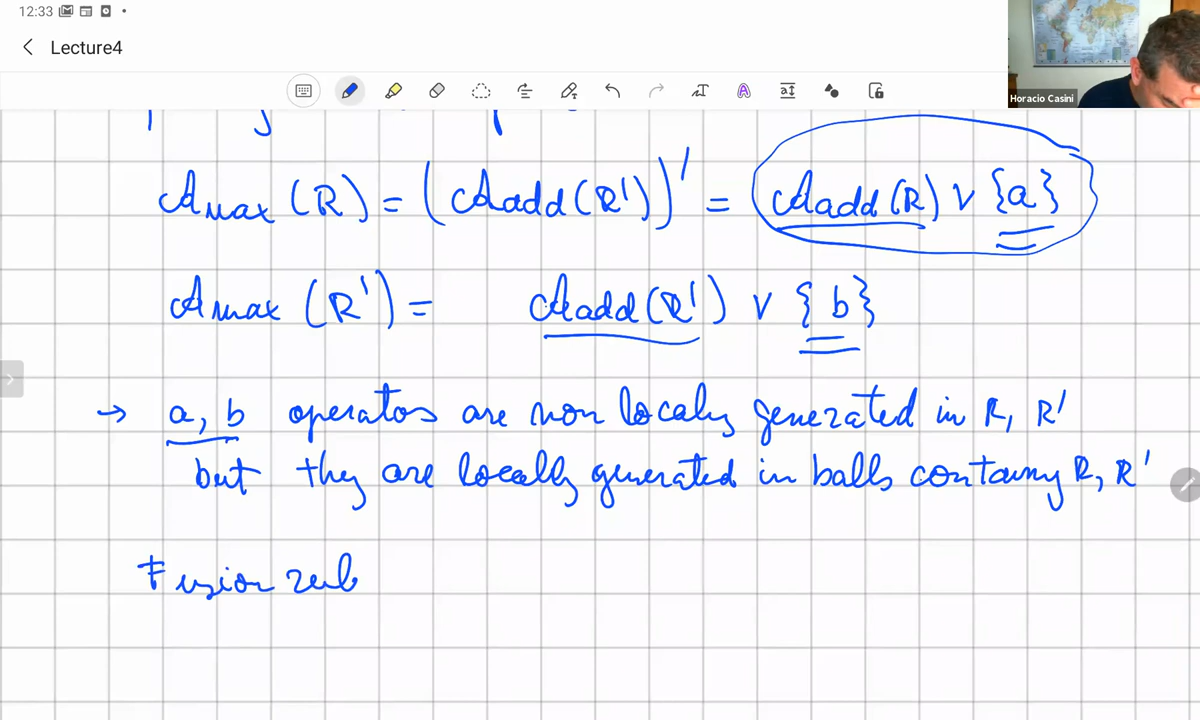 12:33
Lecture4
Horacio Casini
Amax (R) = (Aadd (R'))' = Aadd (R) ∨ {a}
Amax (R') = Aadd (R') ∨ {b}
→ a, b operators are non locally generated in R, R'
but they are locally generated in balls containing R, R'
Fusion rule